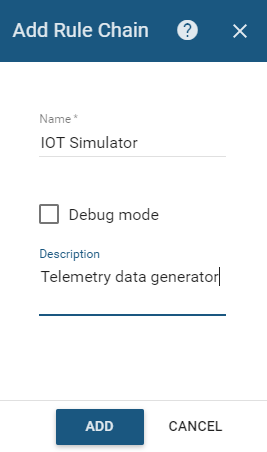 Add Rule Chain
Name *
IOT Simulator
Debug mode
Description
Telemetry data generator
ADD CANCEL